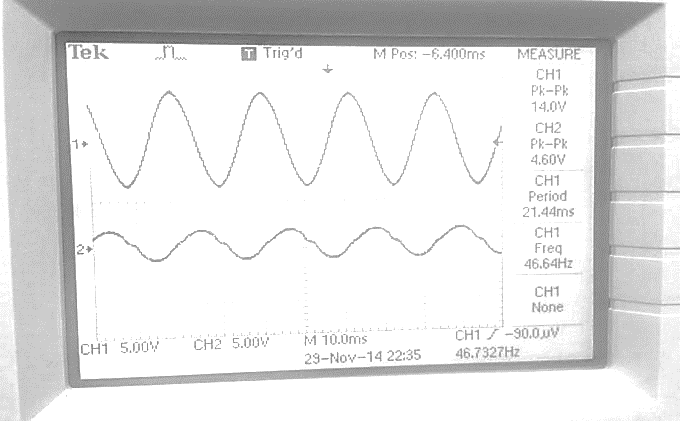 Tek T Trig'd M Pos: -6.400ms MEASURE
CH1
Pk-Pk
14.0V
CH2
Pk-Pk
4.60V
CH1
Period
21.44ms
CH1
Freq
46.64Hz
CH1
None
1
2
CH1 5.00V CH2 5.00V M 10.0ms CH1 -90.0µV
29-Nov-14 22:35 46.7327Hz